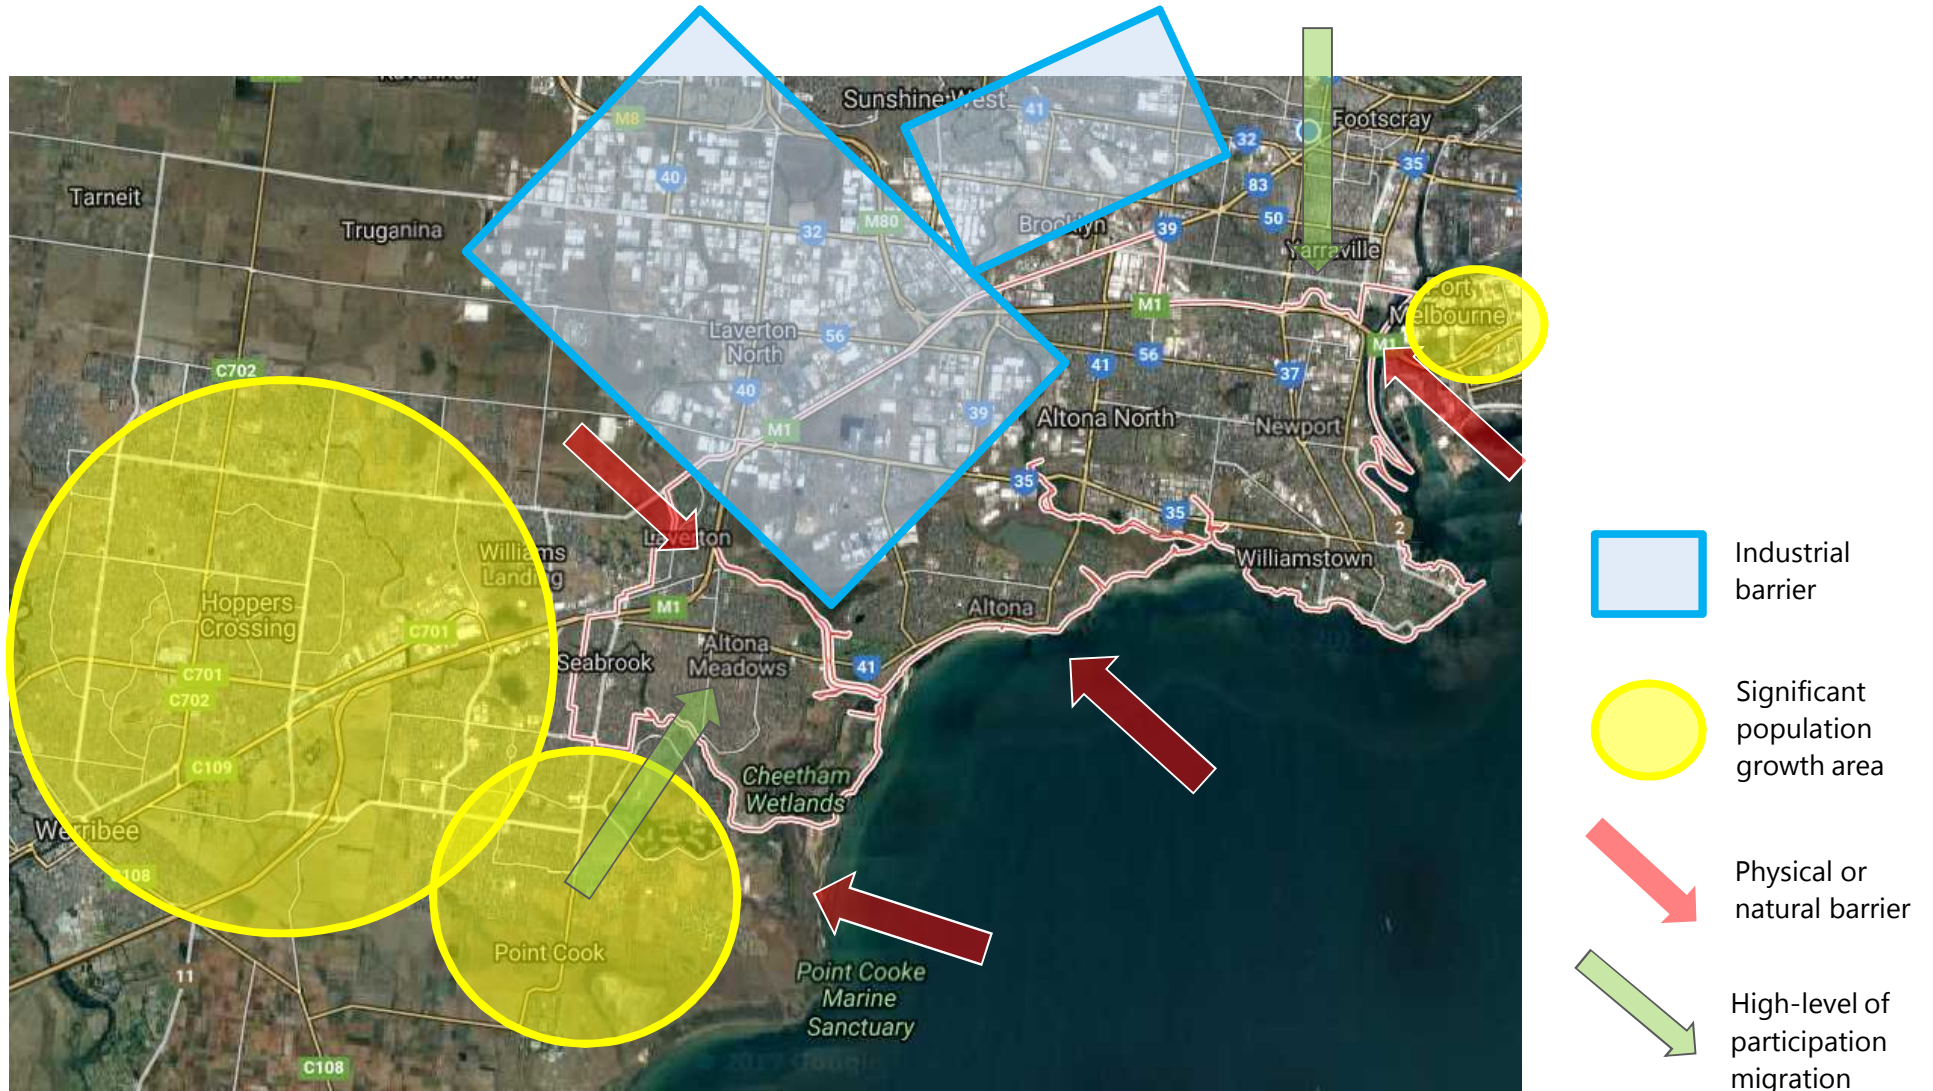 Sunshine West
41
M8
Footscray
32
35
40
83
Tarneit
Truganina
M80
32
Brooklyn
39
50
Yarraville
Port
Melbourne
M1
Laverton
North
56
M1
C702
41
56
37
40
39
Altona North
Newport
M1
35
35
2
Laverton
Williams
Landing
Williamstown
Industrial
barrier
Hoppers
Crossing
M1
Altona
C701
Altona
Meadows
Seabrook
41
C701
C702
Significant
population
growth area
C109
Cheetham
Wetlands
Werribee
C108
Physical or
natural barrier
Point Cook
11
Point Cooke
Marine
Sanctuary
High-level of
participation
migration
C108